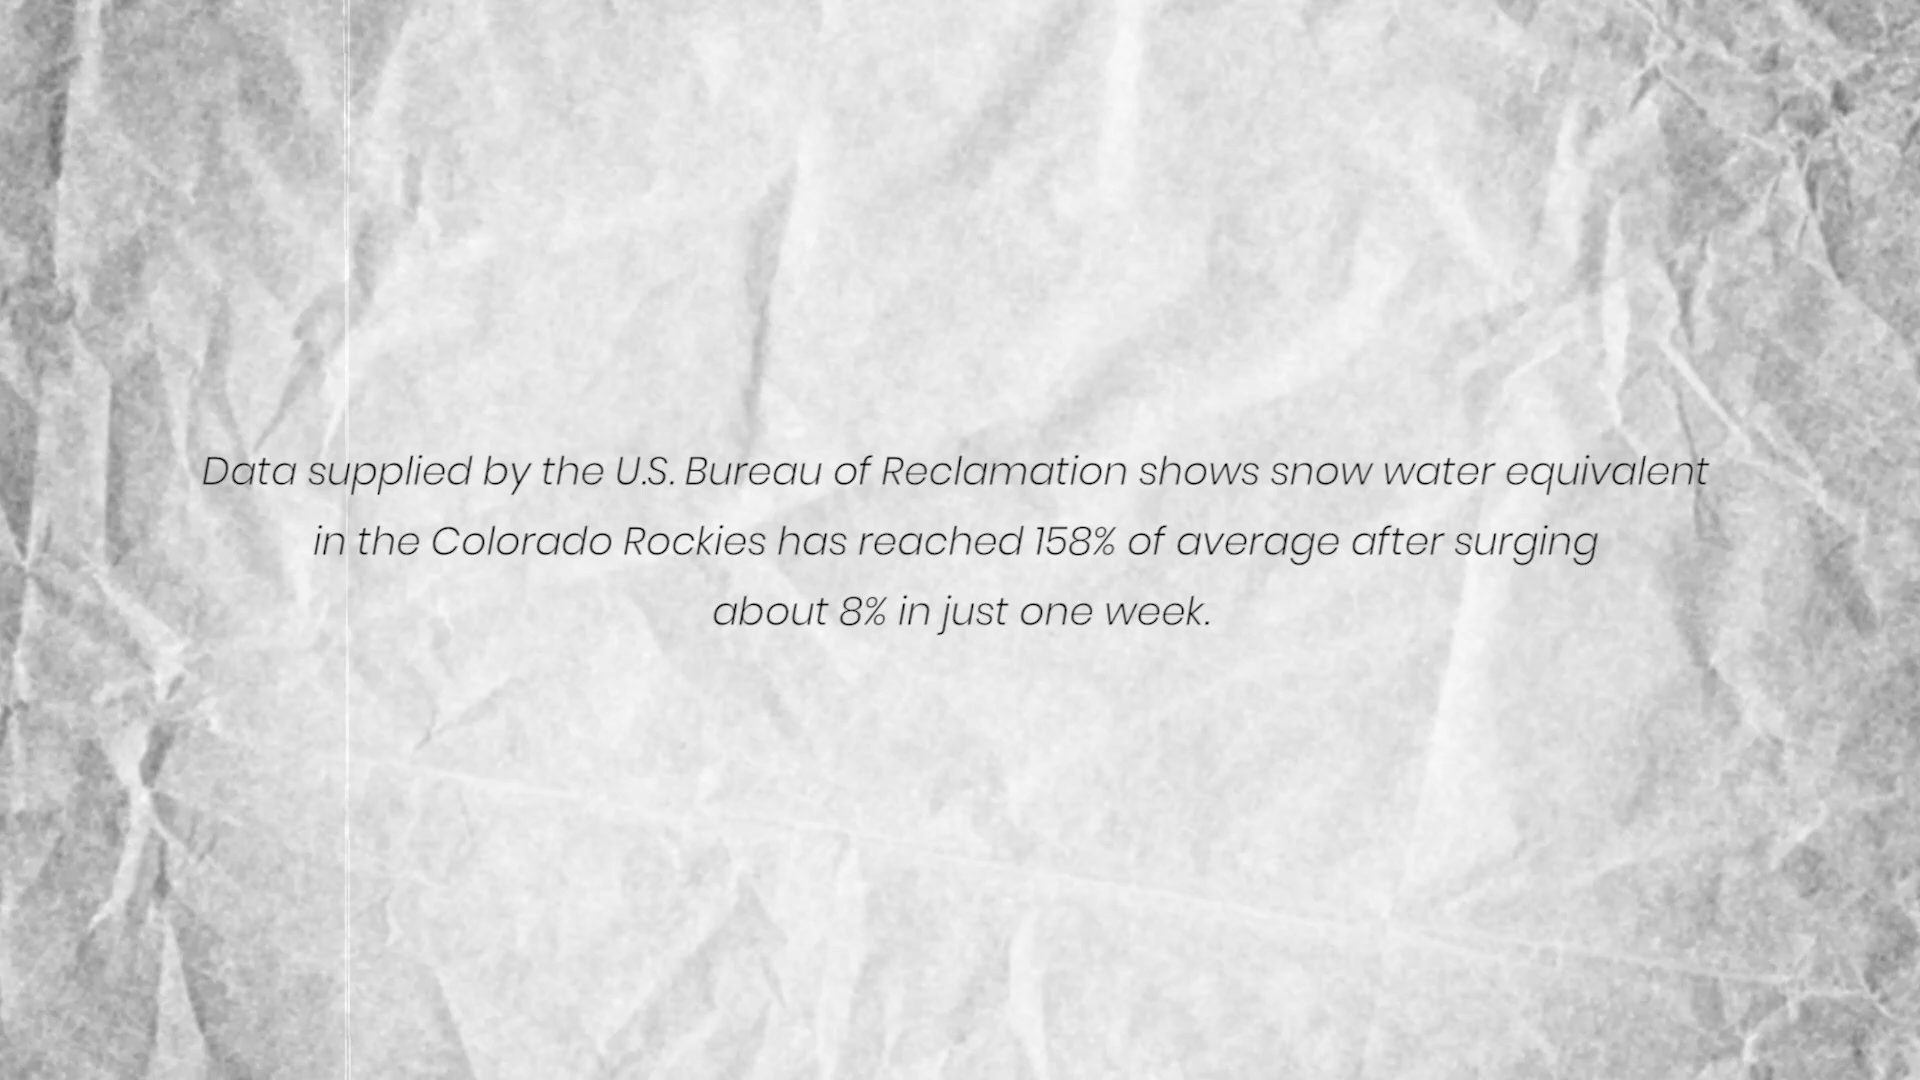 Data supplied by the U.S. Bureau of Reclamation shows snow water equivalent
in the Colorado Rockies has reached 158% of average after surging
about 8% in just one week.